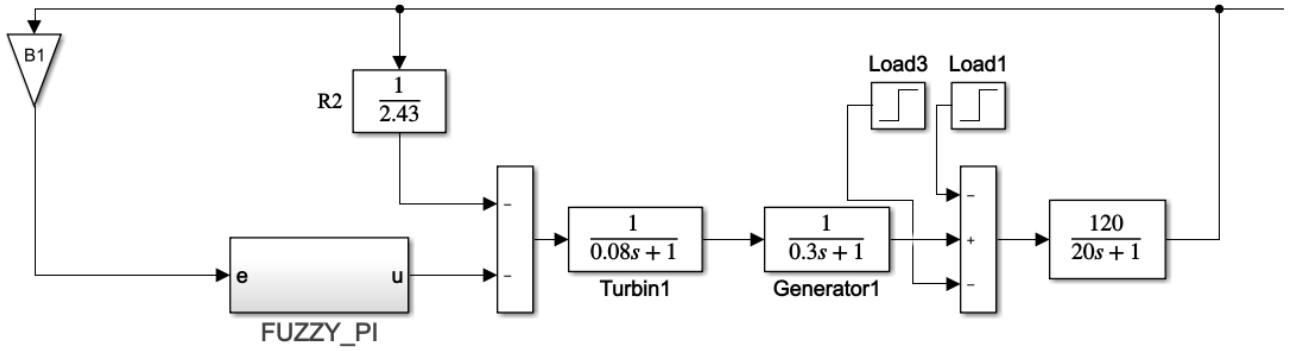 B1
Load3 Load1
R2
1
2.43
-
-
1
0.08s + 1
Turbin1
1
0.3s + 1
Generator1
-
+
-
120
20s + 1
e u
FUZZY_PI